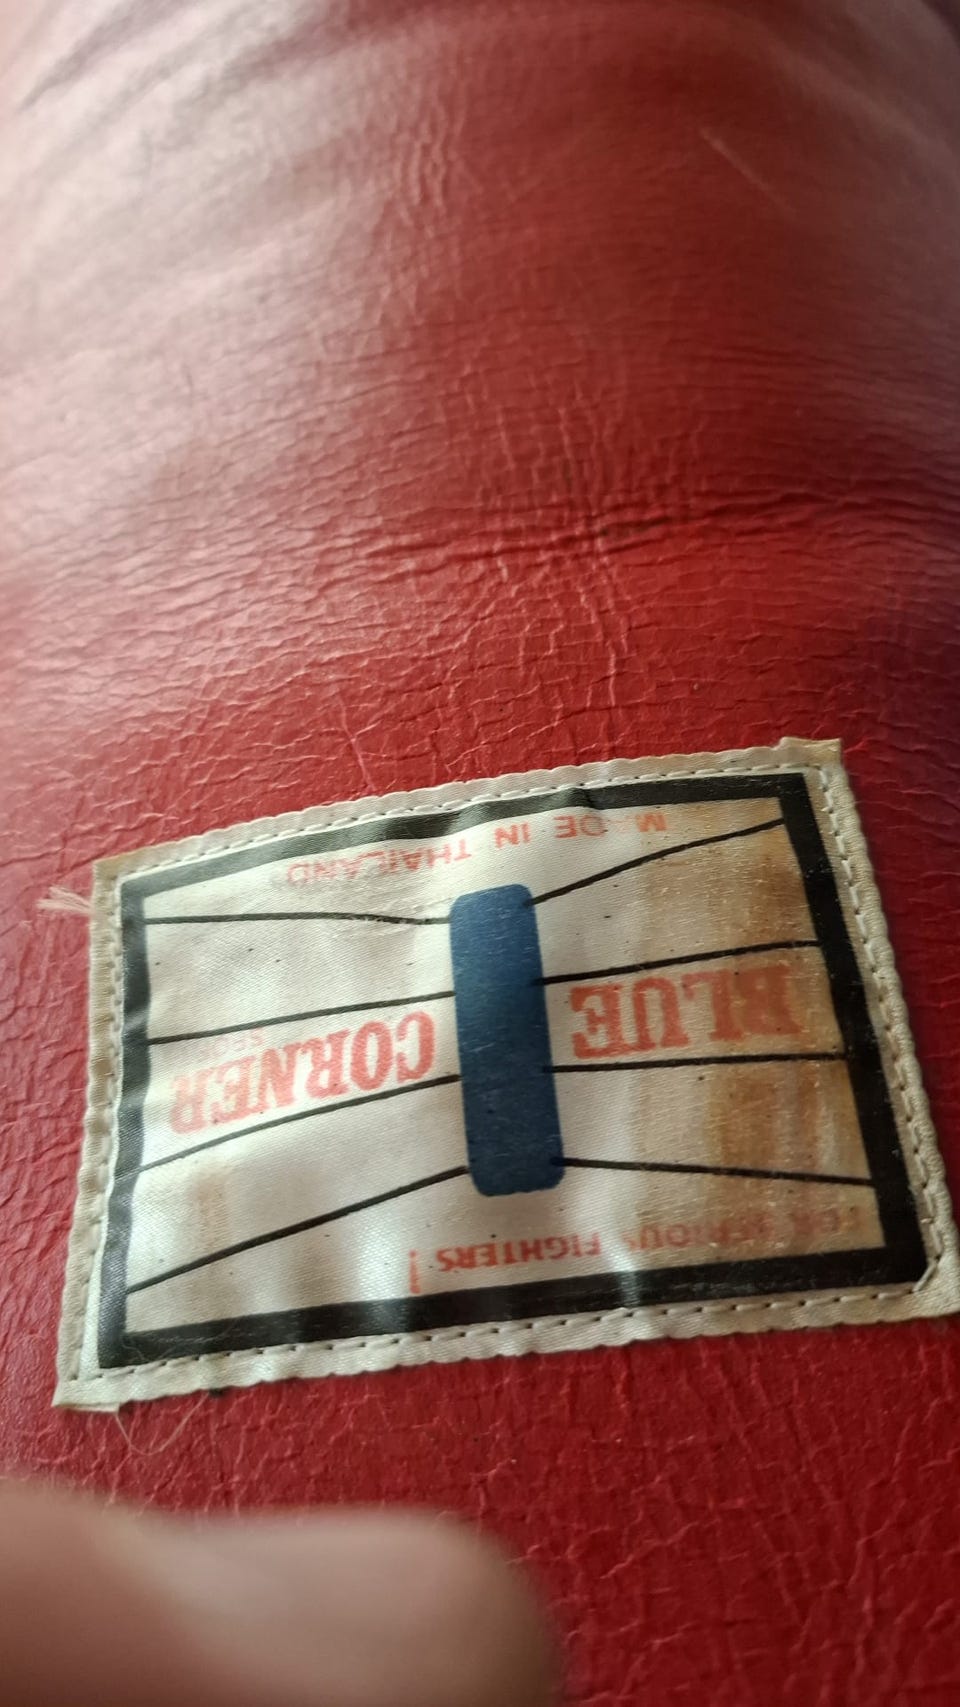 FOR SERIOUS FIGHTERS !
BLUE CORNER
MADE IN THAILAND